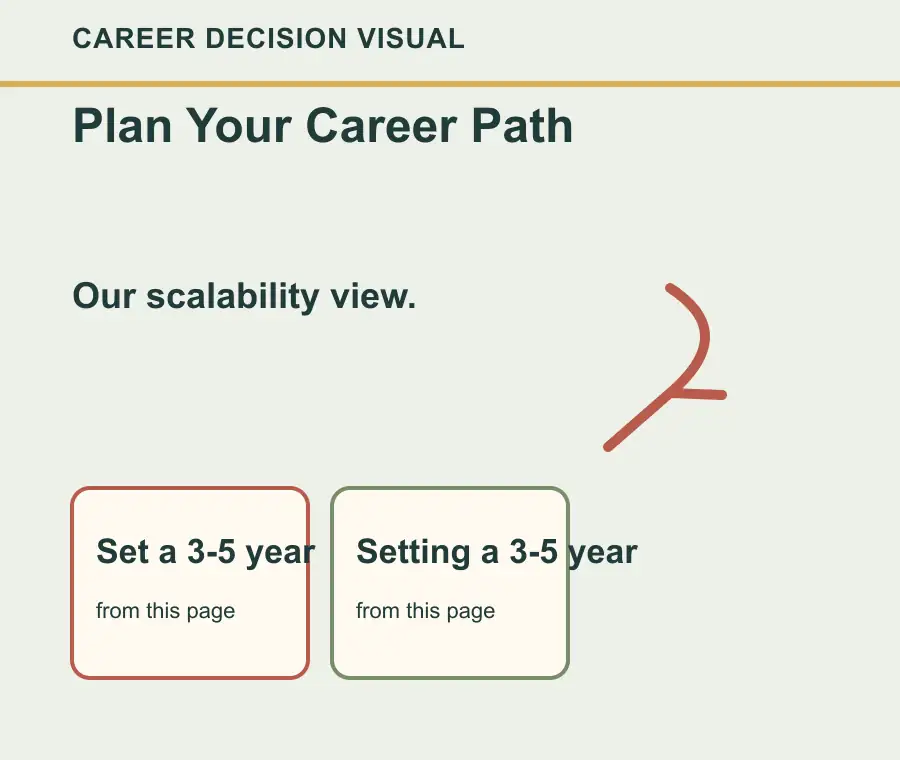 CAREER DECISION VISUAL
Plan Your Career Path
Our scalability view.
Set a 3-5 year
from this page
Setting a 3-5 year
from this page